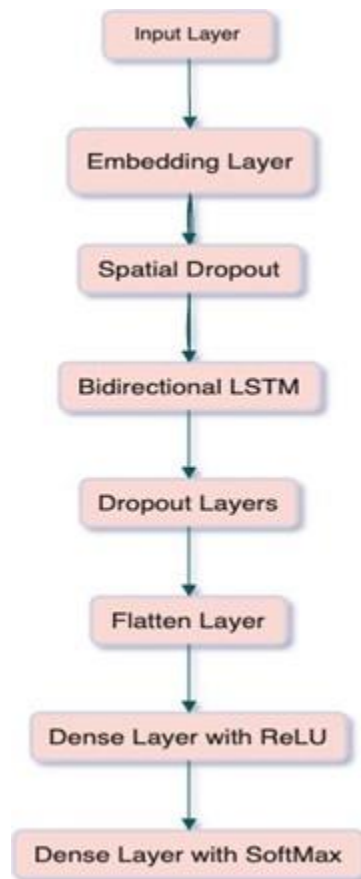 Input Layer
Embedding Layer
Spatial Dropout
Bidirectional LSTM
Dropout Layers
Flatten Layer
Dense Layer with ReLU
Dense Layer with SoftMax